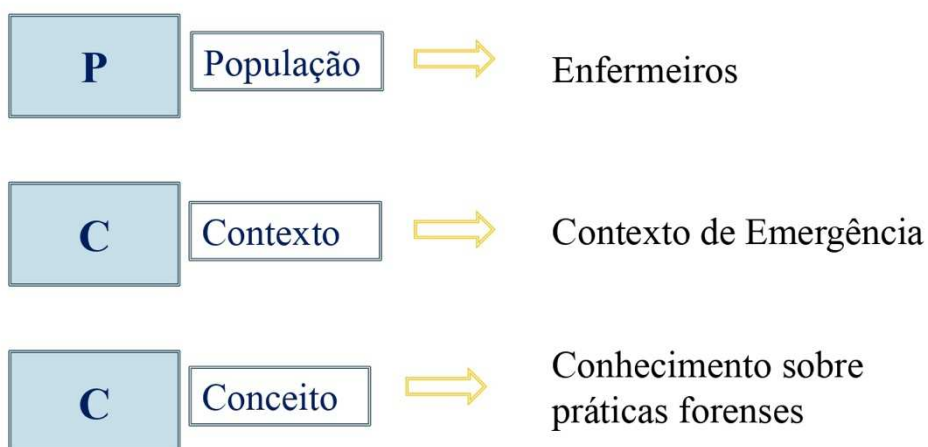 P População Enfermeiros
C Contexto Contexto de Emergência
C Conceito Conhecimento sobre
práticas forenses